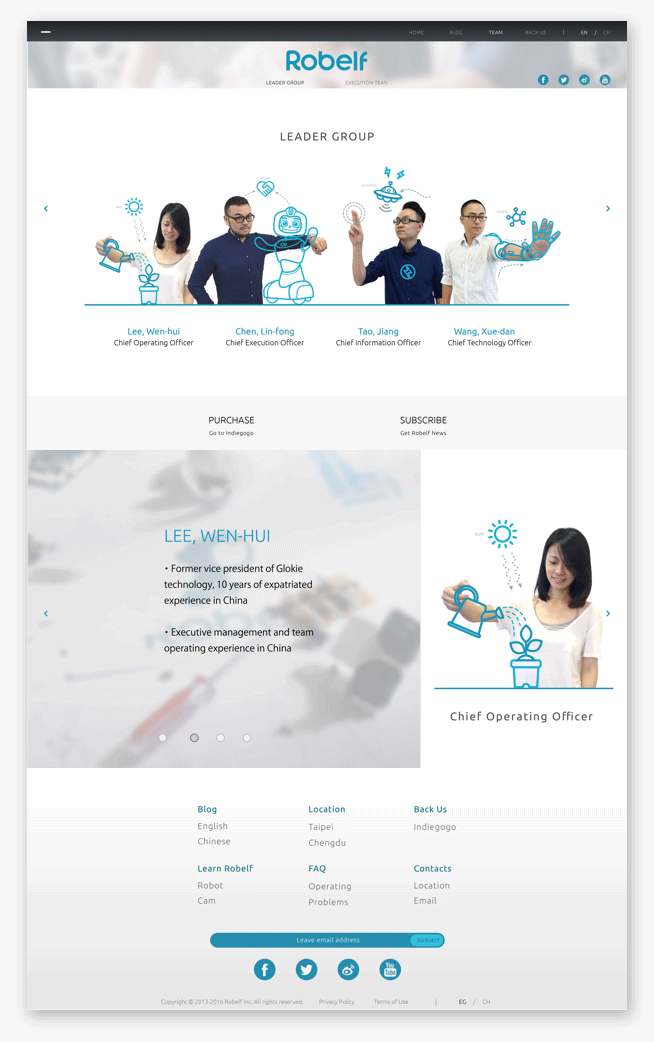 HOME BLOG TEAM BACK US | EN / CH
Robelf
LEADER GROUP EXECUTION TEAM
LEADER GROUP
Lee, Wen-hui Chen, Lin-fong Tao, Jiang Wang, Xue-dan
Chief Operating Officer Chief Execution Officer Chief Information Officer Chief Technology Officer
PURCHASE SUBSCRIBE
Go to Indiegogo Get Robelf News
LEE, WEN-HUI
• Former vice president of Glokie
technology, 10 years of expatriated
experience in China
• Executive management and team
operating experience in China
SUN
Chief Operating Officer
Blog Location Back Us
English Taipei Indiegogo
Chinese Chengdu
Learn Robelf FAQ Contacts
Robot Operating Location
Cam Problems Email
Leave email address SUBMIT
You
Tube
Copyright © 2013-2016 Robelf Inc. All rights reserved. Privacy Policy Terms of Use | EG / CH